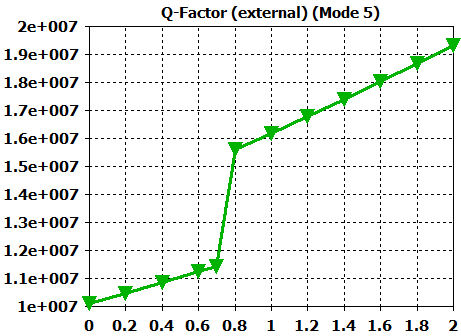 Q-Factor (external) (Mode 5)
2e+007
1.9e+007
1.8e+007
1.7e+007
1.6e+007
1.5e+007
1.4e+007
1.3e+007
1.2e+007
1.1e+007
1e+007
0 0.2 0.4 0.6 0.8 1 1.2 1.4 1.6 1.8 2